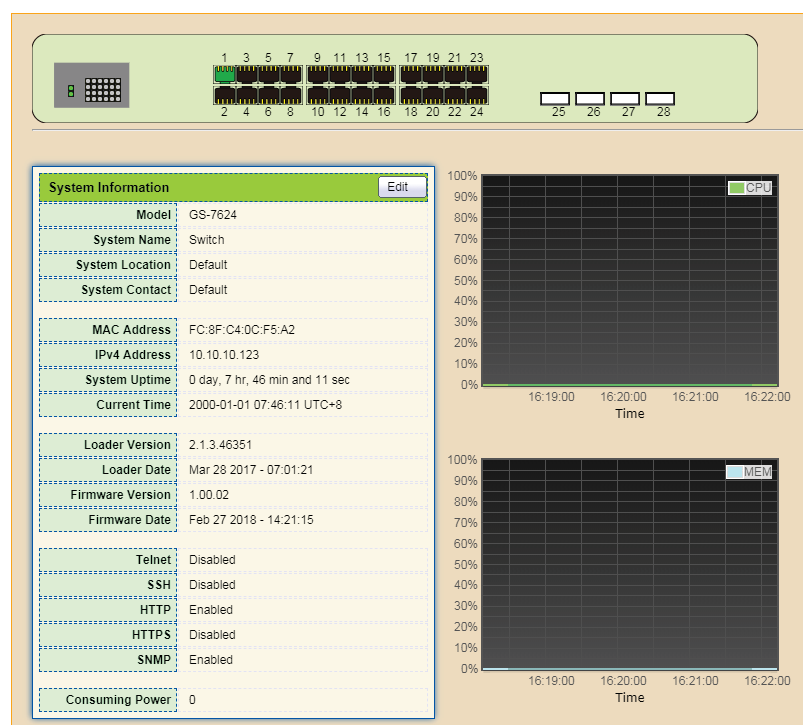 1 3 5 7 9 11 13 15 17 19 21 23
2 4 6 8 10 12 14 16 18 20 22 24
25 26 27 28
System Information Edit
Model GS-7624
System Name Switch
System Location Default
System Contact Default
MAC Address FC:8F:C4:0C:F5:A2
IPv4 Address 10.10.10.123
System Uptime 0 day, 7 hr, 46 min and 11 sec
Current Time 2000-01-01 07:46:11 UTC+8
Loader Version 2.1.3.46351
Loader Date Mar 28 2017 - 07:01:21
Firmware Version 1.00.02
Firmware Date Feb 27 2018 - 14:21:15
Telnet Disabled
SSH Disabled
HTTP Enabled
HTTPS Disabled
SNMP Enabled
Consuming Power 0
100%
CPU
90%
80%
70%
60%
50%
40%
30%
20%
10%
0%
16:19:00 16:20:00 16:21:00 16:22:00
Time
100%
MEM
90%
80%
70%
60%
50%
40%
30%
20%
10%
0%
16:19:00 16:20:00 16:21:00 16:22:00
Time